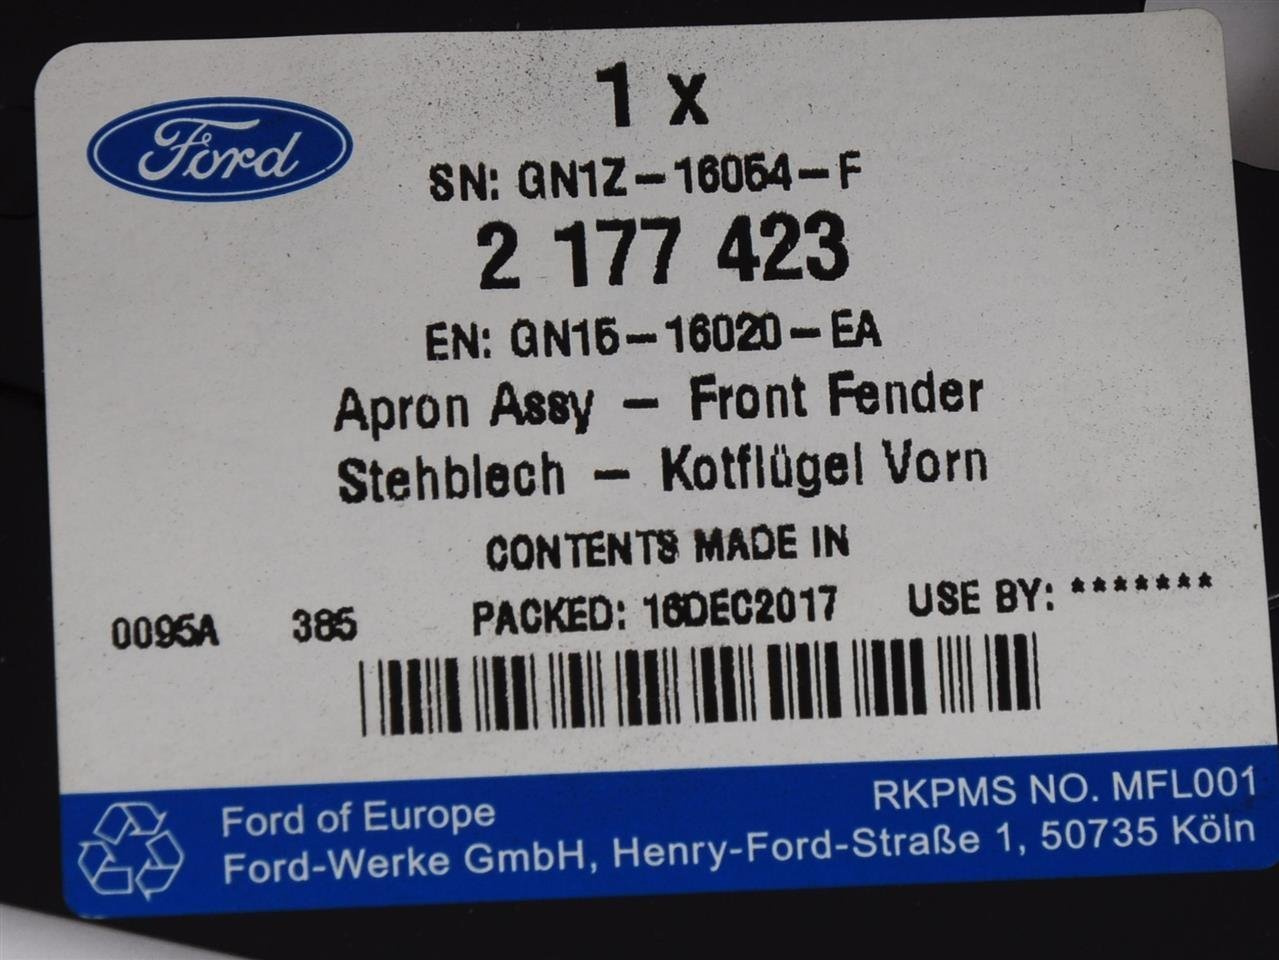 Ford
1 x
SN: GN1Z-16054-F
2 177 423
EN: GN15-16020-EA
Apron Assy - Front Fender
Stehblech - Kotflügel Vorn
CONTENTS MADE IN
0095A 385 PACKED: 16DEC2017 USE BY: *******
RKPMS NO. MFL001
Ford of Europe
Ford-Werke GmbH, Henry-Ford-Straße 1, 50735 Köln